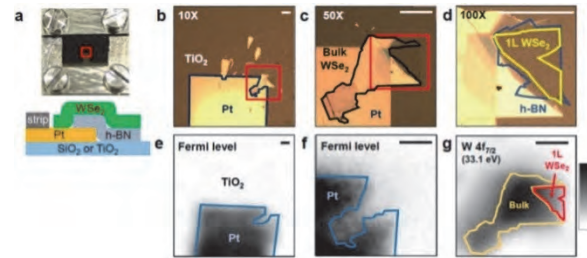 a
strip
WSe₂
Pt
h-BN
SiO₂ or TiO₂
b
10X
TiO₂
Pt
c
50X
Bulk
WSe₂
Pt
d
100X
1L WSe₂
h-BN
e
Fermi level
TiO₂
Pt
f
Fermi level
Pt
g
W 4f₇/₂
(33.1 eV)
1L
WSe₂
Bulk